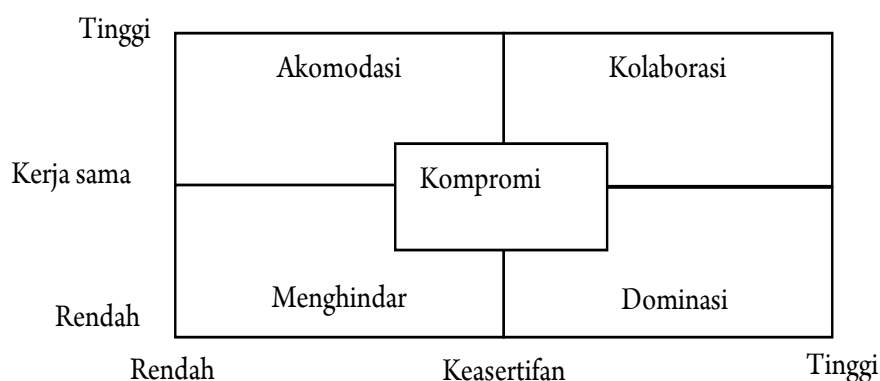 Tinggi
Akomodasi
Kolaborasi
Kerja sama
Kompromi
Menghindar
Dominasi
Rendah
Rendah
Keasertifan
Tinggi